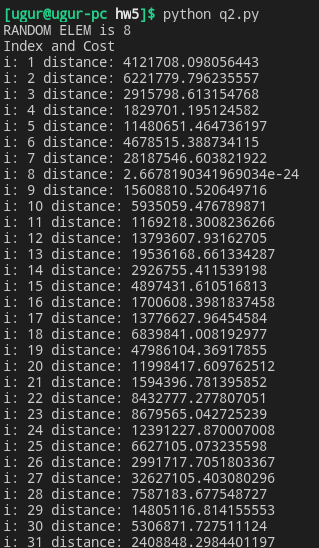 [ugur@ugur-pc hw5]$ python q2.py
RANDOM ELEM is 8
Index and Cost
i: 1 distance: 4121708.098056443
i: 2 distance: 6221779.796235557
i: 3 distance: 2915798.613154768
i: 4 distance: 1829701.195124582
i: 5 distance: 11480651.464736197
i: 6 distance: 4678515.388734115
i: 7 distance: 28187546.603821922
i: 8 distance: 2.6678190341969034e-24
i: 9 distance: 15608810.520649716
i: 10 distance: 5935059.476789871
i: 11 distance: 1169218.3008236266
i: 12 distance: 13793607.93162705
i: 13 distance: 19536168.661334287
i: 14 distance: 2926755.411539198
i: 15 distance: 4897431.610516813
i: 16 distance: 1700608.3981837458
i: 17 distance: 13776627.96454584
i: 18 distance: 6839841.008192977
i: 19 distance: 47986104.36917855
i: 20 distance: 11998417.609762512
i: 21 distance: 1594396.781395852
i: 22 distance: 8432777.277807051
i: 23 distance: 8679565.042725239
i: 24 distance: 12391227.870007008
i: 25 distance: 6627105.073235598
i: 26 distance: 2991717.7051803367
i: 27 distance: 32627105.403080296
i: 28 distance: 7587183.677548727
i: 29 distance: 14805116.814155553
i: 30 distance: 5306871.727511124
i: 31 distance: 2408848.2984401197